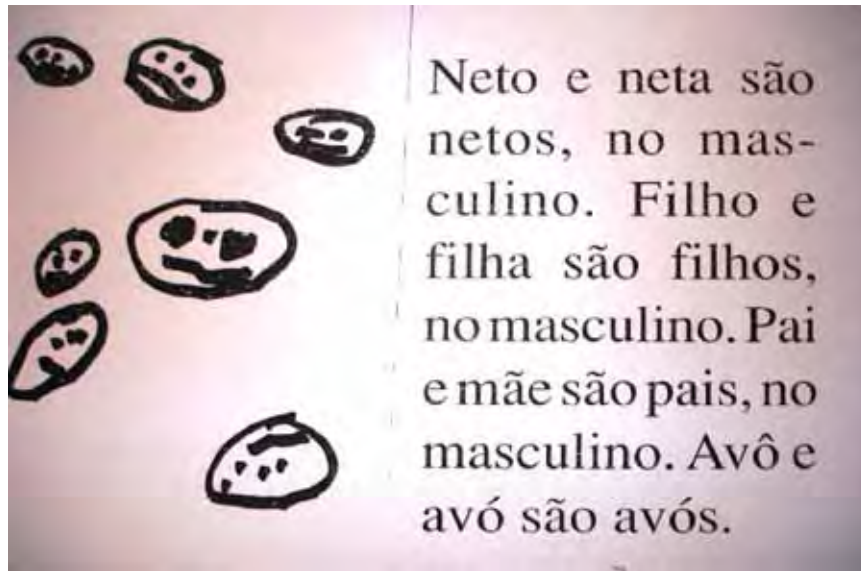 Neto e neta são
netos, no mas-
culino. Filho e
filha são filhos,
no masculino. Pai
e mãe são pais, no
masculino. Avô e
avó são avós.